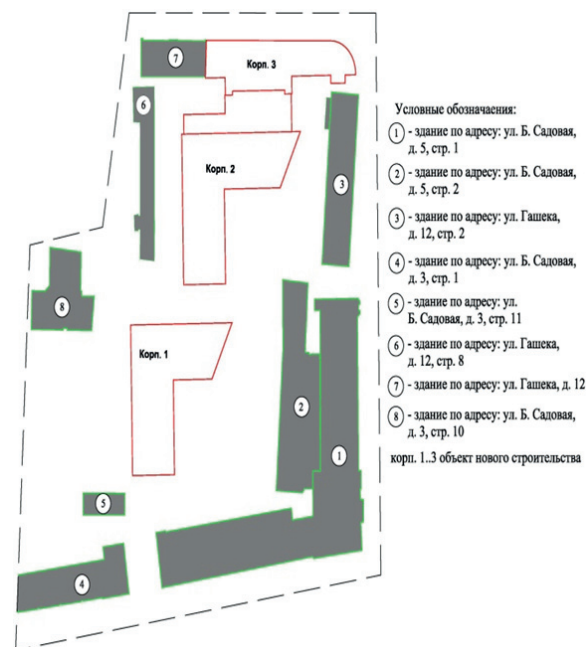 7
Корп. 3
6
Корп. 2
3
8
Корп. 1
2
1
5
4
Условные обозначаения:
1 - здание по адресу: ул. Б. Садовая,
д. 5, стр. 1
2 - здание по адресу: ул. Б. Садовая,
д. 5, стр. 2
3 - здание по адресу: ул. Гашека,
д. 12, стр. 2
4 - здание по адресу: ул. Б. Садовая,
д. 3, стр. 1
5 - здание по адресу: ул.
Б. Садовая, д. 3, стр. 11
6 - здание по адресу: ул. Гашека,
д. 12, стр. 8
7 - здание по адресу: ул. Гашека, д. 12
8 - здание по адресу: ул. Б. Садовая,
д. 3, стр. 10
корп. 1..3 объект нового строительства